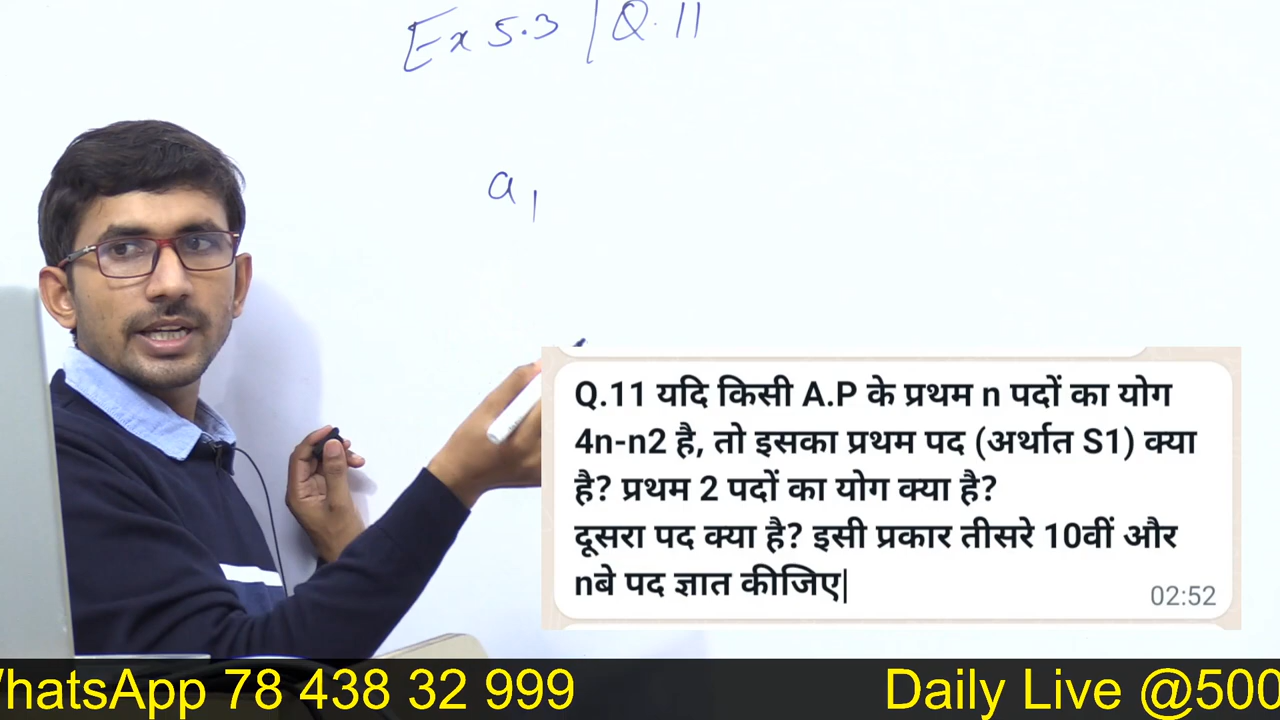 Ex 5.3 / Q.11
a1
Q.11 यदि किसी A.P के प्रथम n पदों का योग
4n-n2 है, तो इसका प्रथम पद (अर्थात S1) क्या
है? प्रथम 2 पदों का योग क्या है?
दूसरा पद क्या है? इसी प्रकार तीसरे 10वीं और
nबे पद ज्ञात कीजिए|
02:52
WhatsApp 78 438 32 999 Daily Live @500